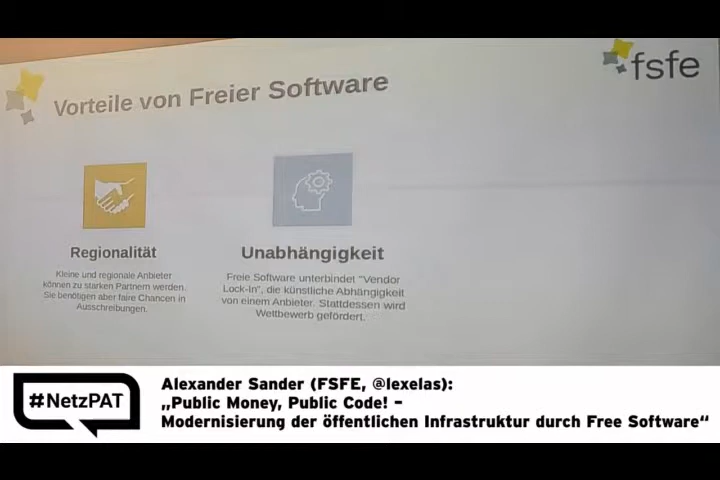 Vorteile von Freier Software
fsfe
Regionalität
Kleine und regionale Anbieter
können zu starken Partnern werden.
Sie benötigen aber faire Chancen in
Ausschreibungen.
Unabhängigkeit
Freie Software unterbindet "Vendor
Lock-In", die künstliche Abhängigkeit
von einem Anbieter. Stattdessen wird
Wettbewerb gefördert.
#NetzPAT
Alexander Sander (FSFE, @lexelas):
„Public Money, Public Code! –
Modernisierung der öffentlichen Infrastruktur durch Free Software“